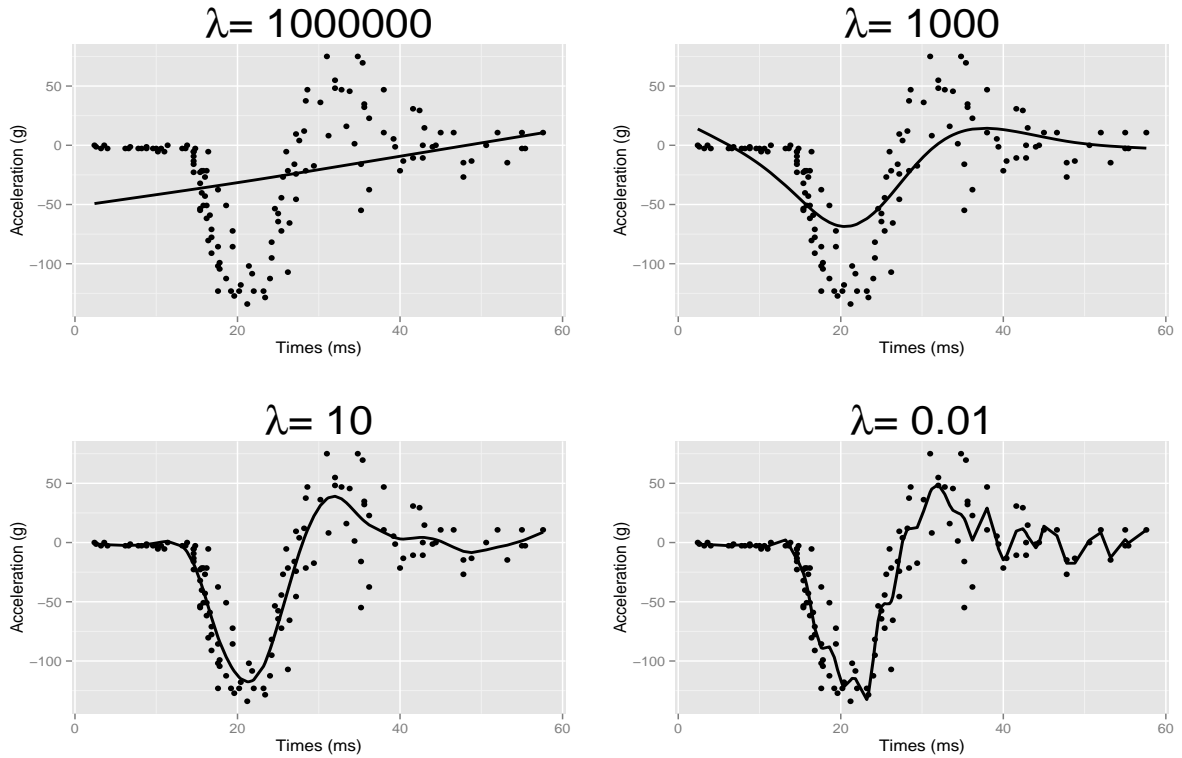 λ= 1000000
50
0
−50
−100
Acceleration (g)
0 20 40 60
Times (ms)
λ= 1000
50
0
−50
−100
Acceleration (g)
0 20 40 60
Times (ms)
λ= 10
50
0
−50
−100
Acceleration (g)
0 20 40 60
Times (ms)
λ= 0.01
50
0
−50
−100
Acceleration (g)
0 20 40 60
Times (ms)